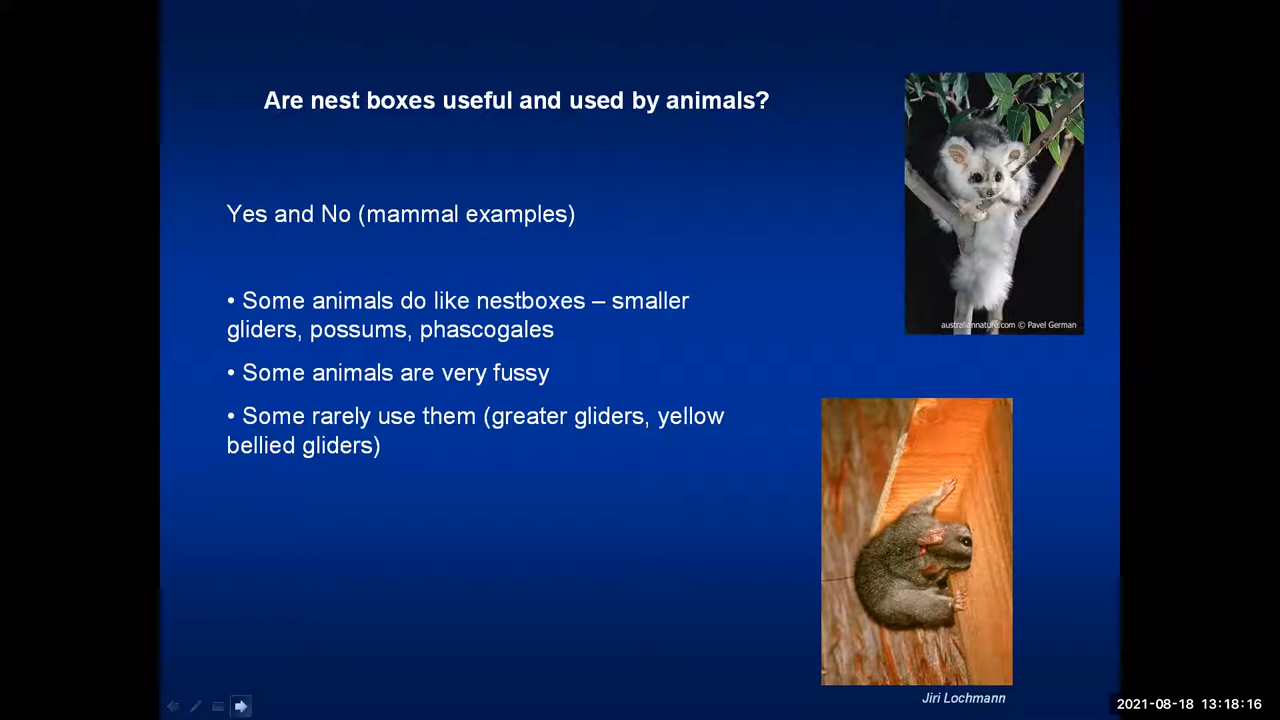 Are nest boxes useful and used by animals?
Yes and No (mammal examples)
• Some animals do like nestboxes – smaller
gliders, possums, phascogales
• Some animals are very fussy
• Some rarely use them (greater gliders, yellow
bellied gliders)
australiannature.com © Pavel German
Jiri Lochmann
2021-08-18 13:18:16